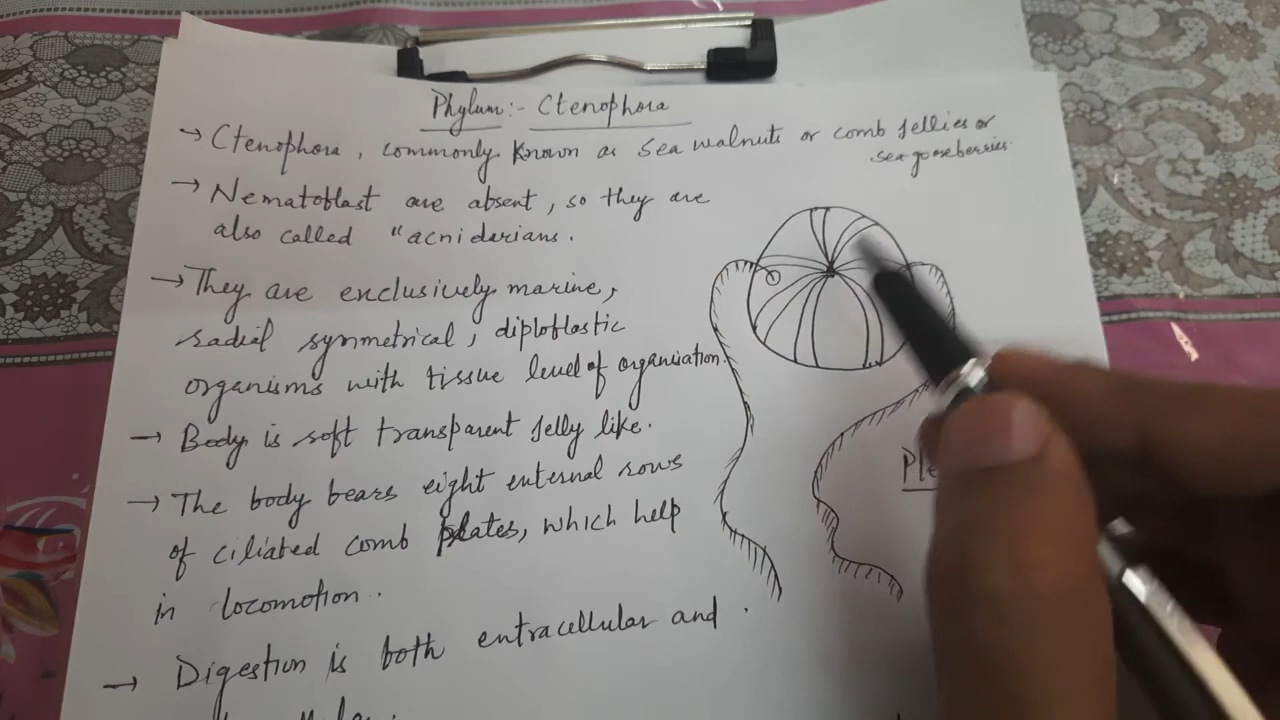 Phylum:- Ctenophora
→ Ctenophora, commonly known as sea walnuts or comb jellies or
sea gooseberries
→ Nematoblast are absent, so they are
also called "acnidarians.
→ They are exclusively marine,
radial symmetrical, diploblastic
organisms with tissue level of organisation.
→ Body is soft transparent jelly like.
→ The body bears eight external rows
of ciliated comb plates, which help
in locomotion.
→ Digestion is both extracellular and